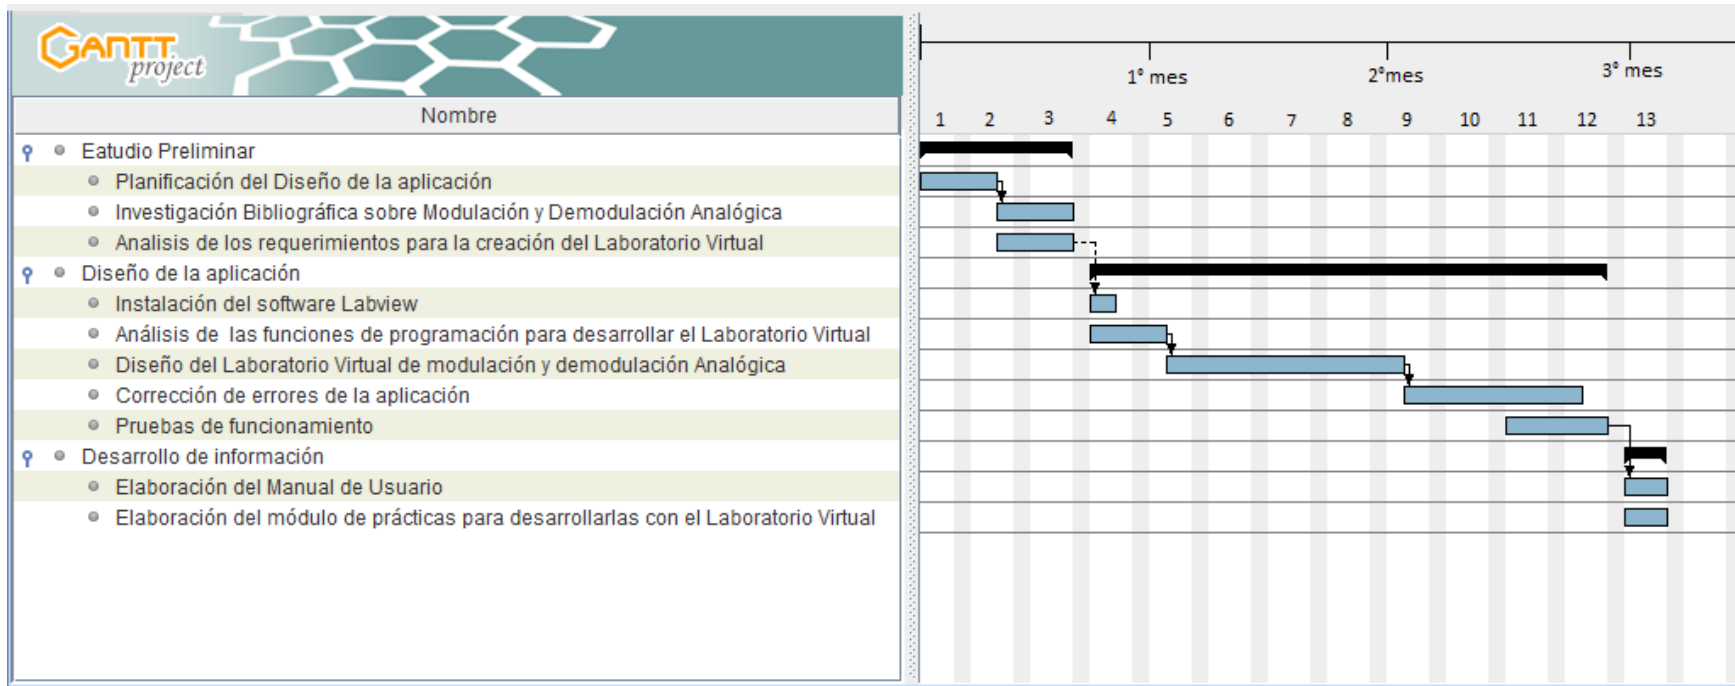 GANTT
project
1º mes
2ºmes
3º mes
Nombre
1 2 3 4 5 6 7 8 9 10 11 12 13
Eatudio Preliminar
Planificación del Diseño de la aplicación
Investigación Bibliográfica sobre Modulación y Demodulación Analógica
Analisis de los requerimientos para la creación del Laboratorio Virtual
Diseño de la aplicación
Instalación del software Labview
Análisis de las funciones de programación para desarrollar el Laboratorio Virtual
Diseño del Laboratorio Virtual de modulación y demodulación Analógica
Corrección de errores de la aplicación
Pruebas de funcionamiento
Desarrollo de información
Elaboración del Manual de Usuario
Elaboración del módulo de prácticas para desarrollarlas con el Laboratorio Virtual